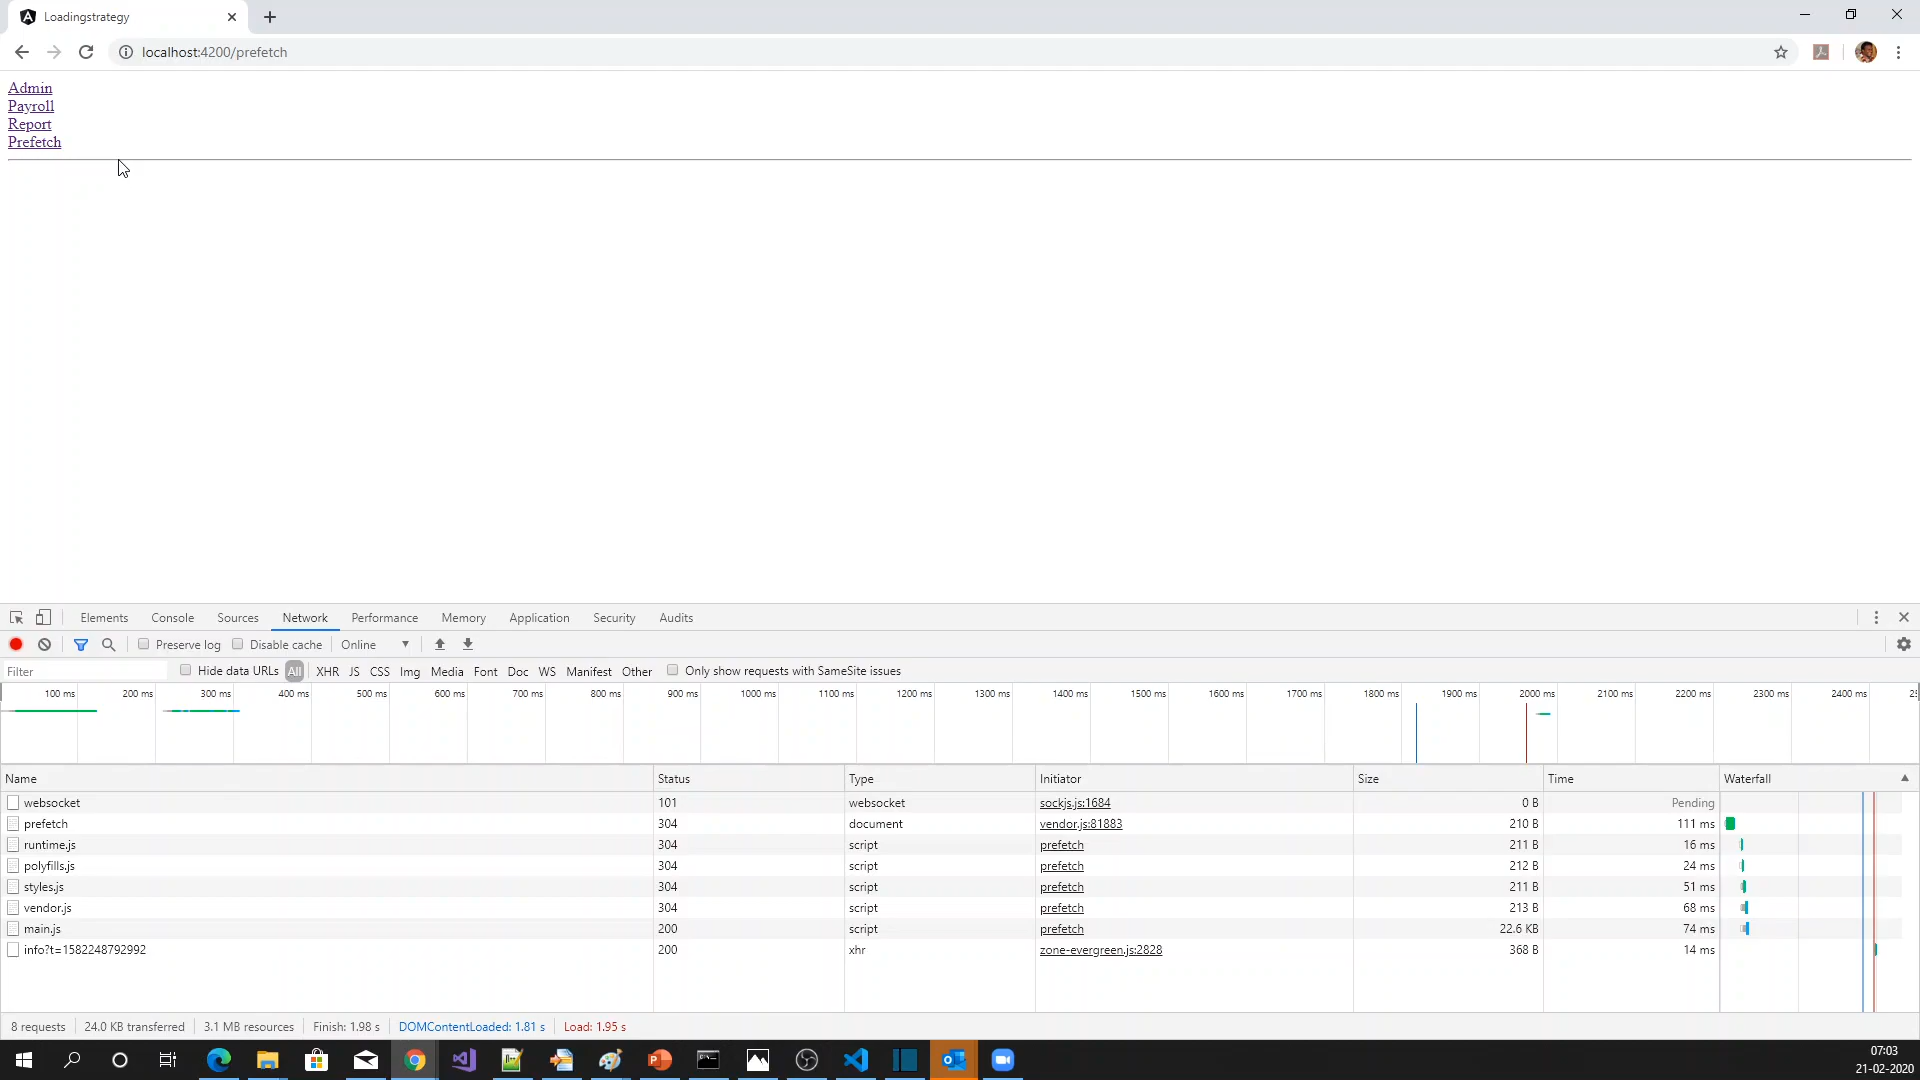 Loadingstrategy
localhost:4200/prefetch
Admin
Payroll
Report
Prefetch
Elements Console Sources Network Performance Memory Application Security Audits
Preserve log Disable cache Online
Filter Hide data URLs All XHR JS CSS Img Media Font Doc WS Manifest Other Only show requests with SameSite issues
100 ms 200 ms 300 ms 400 ms 500 ms 600 ms 700 ms 800 ms 900 ms 1000 ms 1100 ms 1200 ms 1300 ms 1400 ms 1500 ms 1600 ms 1700 ms 1800 ms 1900 ms 2000 ms 2100 ms 2200 ms 2300 ms 2400 ms
Name Status Type Initiator Size Time Waterfall
websocket 101 websocket sockjs.js:1684 0 B Pending
prefetch 304 document vendor.js:81883 210 B 111 ms
runtime.js 304 script prefetch 211 B 16 ms
polyfills.js 304 script prefetch 212 B 24 ms
styles.js 304 script prefetch 211 B 51 ms
vendor.js 304 script prefetch 213 B 68 ms
main.js 200 script prefetch 22.6 KB 74 ms
info?t=1582248792992 200 xhr zone-evergreen.js:2828 368 B 14 ms
8 requests 24.0 KB transferred 3.1 MB resources Finish: 1.98 s DOMContentLoaded: 1.81 s Load: 1.95 s
07:03
21-02-2020